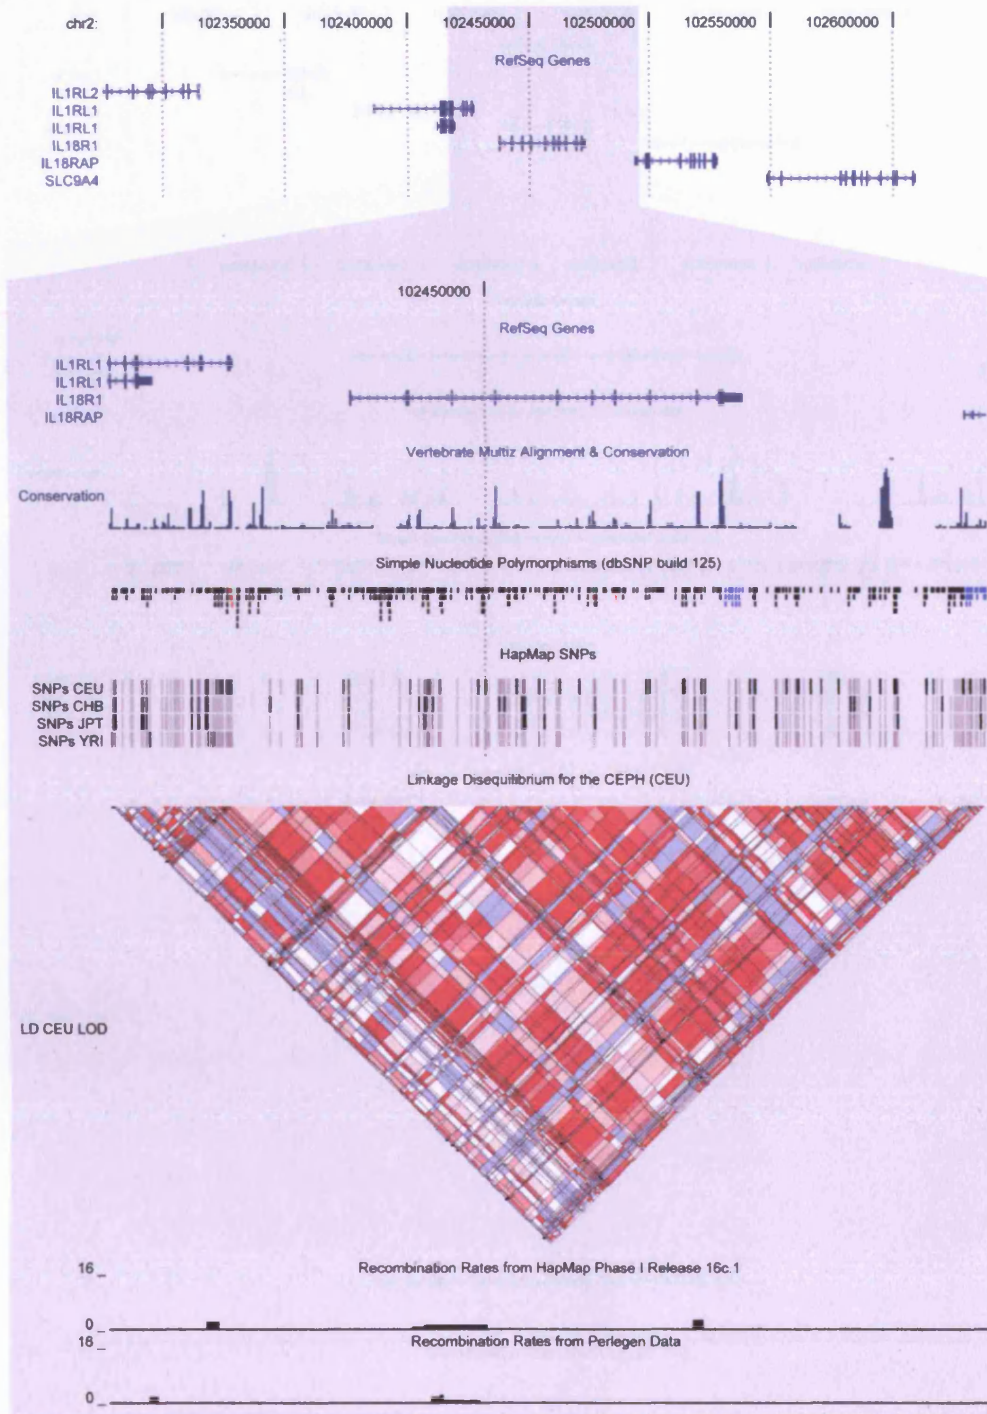 chr2: 102350000 | 102400000 | 102450000 | 102500000 | 102550000 | 102600000 |
RefSeq Genes
IL1RL2
IL1RL1
IL1RL1
IL18R1
IL18RAP
SLC9A4
102450000 |
RefSeq Genes
IL1RL1
IL1RL1
IL18R1
IL18RAP
Vertebrate Multiz Alignment & Conservation
Conservation
Simple Nucleotide Polymorphisms (dbSNP build 125)
HapMap SNPs
SNPs CEU
SNPs CHB
SNPs JPT
SNPs YRI
Linkage Disequilibrium for the CEPH (CEU)
LD CEU LOD
Recombination Rates from HapMap Phase I Release 16c.1
16
0
Recombination Rates from Perlegen Data
16
0